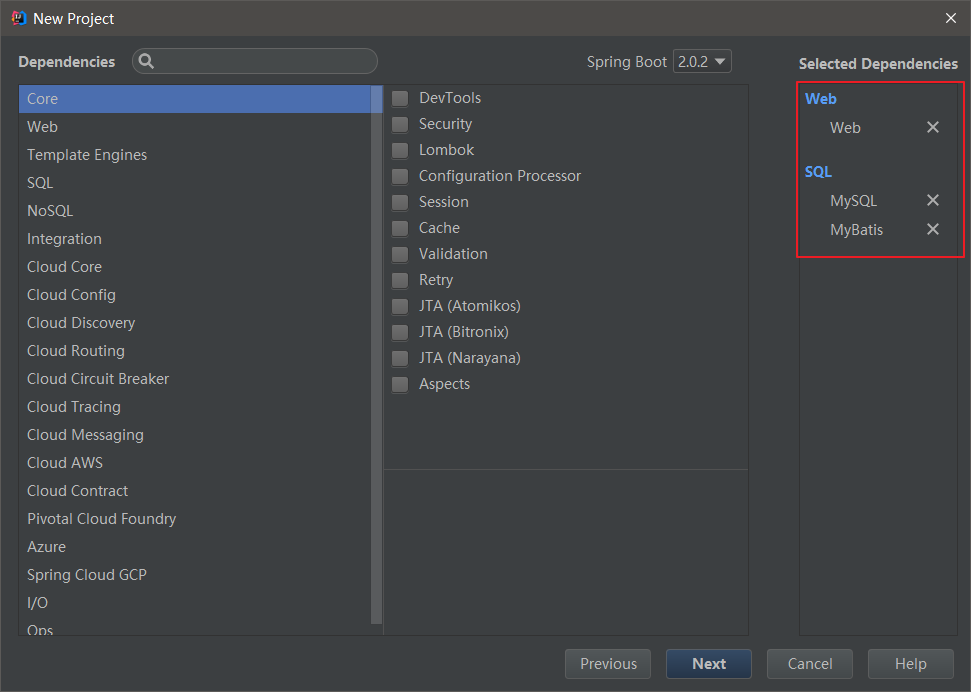 New Project
Dependencies
Spring Boot 2.0.2
Selected Dependencies
Core
Web
Template Engines
SQL
NoSQL
Integration
Cloud Core
Cloud Config
Cloud Discovery
Cloud Routing
Cloud Circuit Breaker
Cloud Tracing
Cloud Messaging
Cloud AWS
Cloud Contract
Pivotal Cloud Foundry
Azure
Spring Cloud GCP
I/O
Ops
DevTools
Security
Lombok
Configuration Processor
Session
Cache
Validation
Retry
JTA (Atomikos)
JTA (Bitronix)
JTA (Narayana)
Aspects
Web
Web
SQL
MySQL
MyBatis
Previous
Next
Cancel
Help